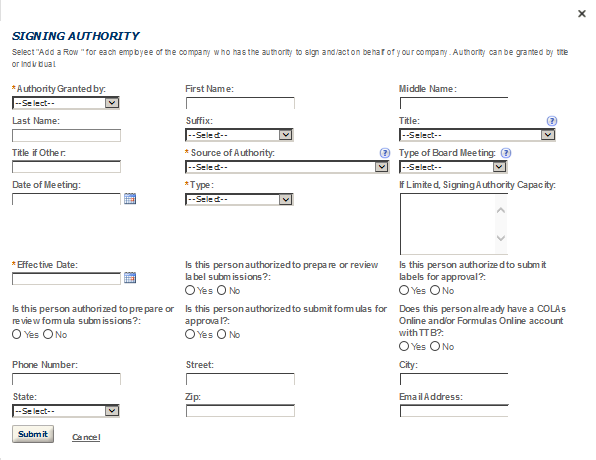 SIGNING AUTHORITY
Select "Add a Row " for each employee of the company who has the authority to sign and/act on behalf of your company. Authority can be granted by title
or individual.
*Authority Granted by: First Name: Middle Name:
--Select--
Last Name: Suffix: Title: ?
--Select-- --Select--
Title if Other: * Source of Authority: ? Type of Board Meeting: ?
--Select-- --Select--
Date of Meeting: * Type: If Limited, Signing Authority Capacity:
--Select--
*Effective Date: Is this person authorized to prepare or review Is this person authorized to submit
label submissions?: labels for approval?:
Yes No Yes No
Is this person authorized to prepare or Is this person authorized to submit formulas for Does this person already have a COLAs
review formula submissions?: approval?: Online and/or Formulas Online account
Yes No Yes No with TTB?:
Yes No
Phone Number: Street: City:
State: Zip: Email Address:
--Select--
Submit Cancel